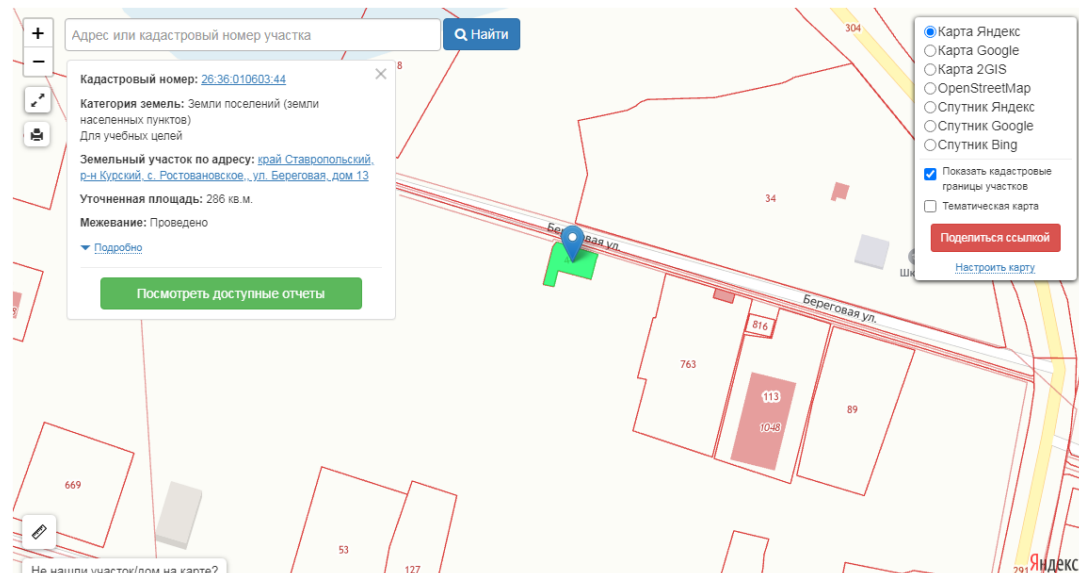 +
−
Адрес или кадастровый номер участка
Найти
Кадастровый номер: 26:36:010603:44
Категория земель: Земли поселений (земли
населенных пунктов)
Для учебных целей
Земельный участок по адресу: край Ставропольский,
р-н Курский, с. Ростовановское,, ул. Береговая, дом 13
Уточненная площадь: 286 кв.м.
Межевание: Проведено
Подробно
Посмотреть доступные отчеты
Карта Яндекс
Карта Google
Карта 2GIS
OpenStreetMap
Спутник Яндекс
Спутник Google
Спутник Bing
Показать кадастровые
границы участков
Тематическая карта
Поделиться ссылкой
Настроить карту
304
8
34
Береговая ул.
Береговая ул.
816
763
113
1048
89
669
53
127
291
Не нашли участок/дом на карте?
Яндекс